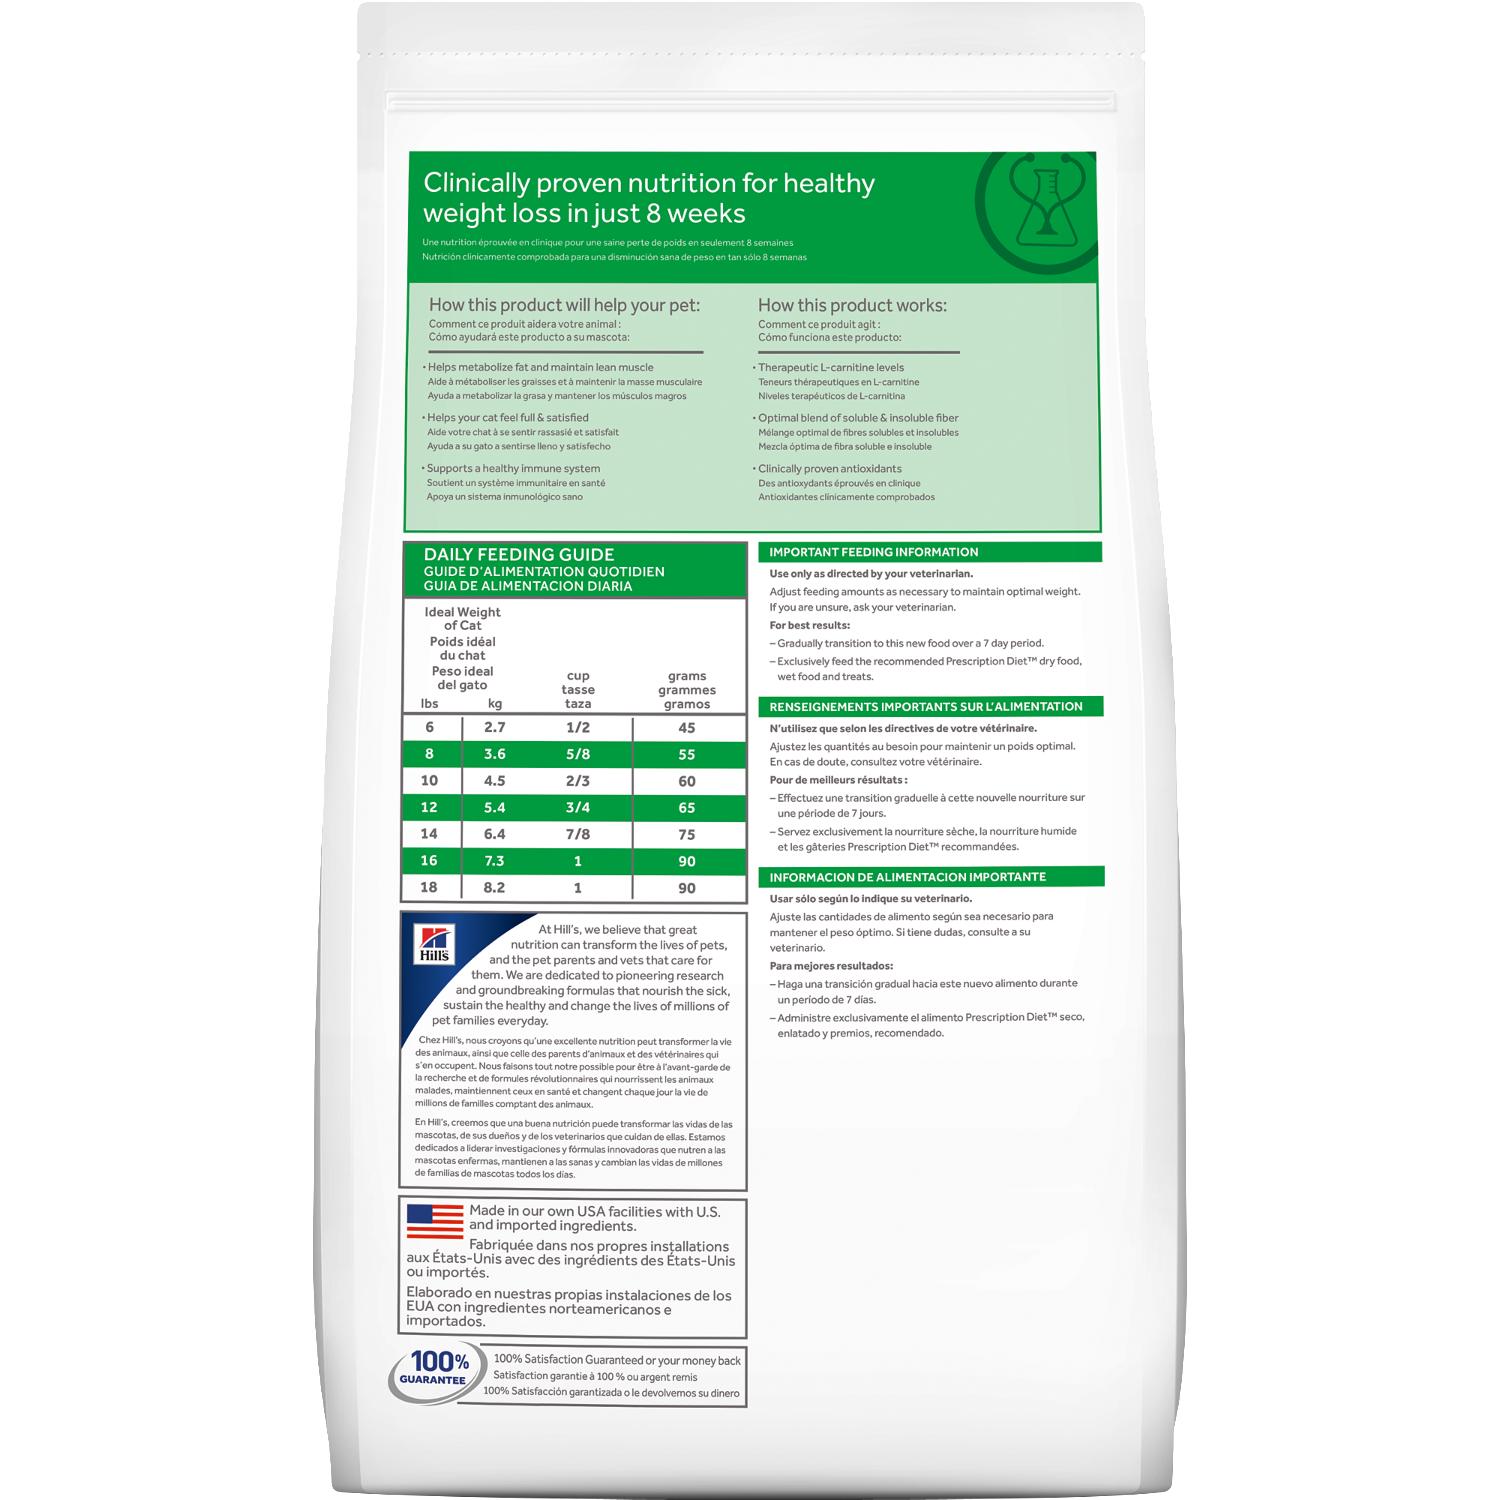 Clinically proven nutrition for healthy
weight loss in just 8 weeks
Une nutrition éprouvée en clinique pour une saine perte de poids en seulement 8 semaines
Nutrición clínicamente comprobada para una disminución sana de peso en tan sólo 8 semanas
How this product will help your pet:
Comment ce produit aidera votre animal :
Cómo ayudará este producto a su mascota:
• Helps metabolize fat and maintain lean muscle
Aide à métaboliser les graisses et à maintenir la masse musculaire
Ayuda a metabolizar la grasa y mantener los músculos magros
• Helps your cat feel full & satisfied
Aide votre chat à se sentir rassasié et satisfait
Ayuda a su gato a sentirse lleno y satisfecho
• Supports a healthy immune system
Soutient un système immunitaire en santé
Apoya un sistema inmunológico sano
How this product works:
Comment ce produit agit :
Cómo funciona este producto:
• Therapeutic L-carnitine levels
Teneurs thérapeutiques en L-carnitine
Niveles terapéuticos de L-carnitina
• Optimal blend of soluble & insoluble fiber
Mélange optimal de fibres solubles et insolubles
Mezcla óptima de fibra soluble e insoluble
• Clinically proven antioxidants
Des antioxydants éprouvés en clinique
Antioxidantes clínicamente comprobados
DAILY FEEDING GUIDE
GUIDE D'ALIMENTATION QUOTIDIEN
GUIA DE ALIMENTACION DIARIA
Ideal Weight
of Cat
Poids idéal
du chat
Peso ideal
del gato
lbs kg
cup
tasse
taza
grams
grammes
gramos
6 2.7 1/2 45
8 3.6 5/8 55
10 4.5 2/3 60
12 5.4 3/4 65
14 6.4 7/8 75
16 7.3 1 90
18 8.2 1 90
Hill's
At Hill's, we believe that great
nutrition can transform the lives of pets,
and the pet parents and vets that care for
them. We are dedicated to pioneering research
and groundbreaking formulas that nourish the sick,
sustain the healthy and change the lives of millions of
pet families everyday.
Chez Hill's, nous croyons qu'une excellente nutrition peut transformer la vie
des animaux, ainsi que celle des parents d'animaux et des vétérinaires qui
s'en occupent. Nous faisons tout notre possible pour être à l'avant-garde de
la recherche et de formules révolutionnaires qui nourrissent les animaux
malades, maintiennent ceux en santé et changent chaque jour la vie de
millions de familles comptant des animaux.
En Hill's, creemos que una buena nutrición puede transformar las vidas de las
mascotas, de sus dueños y de los veterinarios que cuidan de ellas. Estamos
dedicados a liderar investigaciones y fórmulas innovadoras que nutren a las
mascotas enfermas, mantienen a las sanas y cambian las vidas de millones
de familias de mascotas todos los días.
Made in our own USA facilities with U.S.
and imported ingredients.
Fabriquée dans nos propres installations
aux États-Unis avec des ingrédients des États-Unis
ou importés.
Elaborado en nuestras propias instalaciones de los
EUA con ingredientes norteamericanos e
importados.
100%
GUARANTEE
100% Satisfaction Guaranteed or your money back
Satisfaction garantie à 100 % ou argent remis
100% Satisfacción garantizada o le devolvemos su dinero
IMPORTANT FEEDING INFORMATION
Use only as directed by your veterinarian.
Adjust feeding amounts as necessary to maintain optimal weight.
If you are unsure, ask your veterinarian.
For best results:
– Gradually transition to this new food over a 7 day period.
– Exclusively feed the recommended Prescription Diet™ dry food,
wet food and treats.
RENSEIGNEMENTS IMPORTANTS SUR L'ALIMENTATION
N'utilisez que selon les directives de votre vétérinaire.
Ajustez les quantités au besoin pour maintenir un poids optimal.
En cas de doute, consultez votre vétérinaire.
Pour de meilleurs résultats :
– Effectuez une transition graduelle à cette nouvelle nourriture sur
une période de 7 jours.
– Servez exclusivement la nourriture sèche, la nourriture humide
et les gâteries Prescription Diet™ recommandées.
INFORMACION DE ALIMENTACION IMPORTANTE
Usar sólo según lo indique su veterinario.
Ajuste las cantidades de alimento según sea necesario para
mantener el peso óptimo. Si tiene dudas, consulte a su
veterinario.
Para mejores resultados:
– Haga una transición gradual hacia este nuevo alimento durante
un período de 7 días.
– Administre exclusivamente el alimento Prescription Diet™ seco,
enlatado y premios, recomendado.